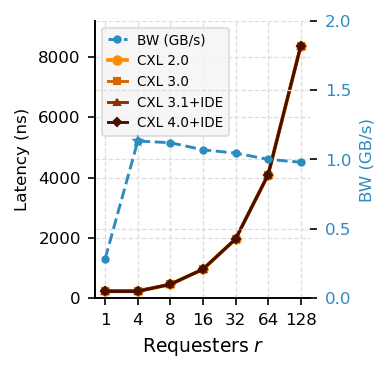 BW (GB/s)
CXL 2.0
CXL 3.0
CXL 3.1+IDE
CXL 4.0+IDE
Latency (ns)
8000
6000
4000
2000
0
2.0
1.5
1.0
0.5
0.0
BW (GB/s)
1 4 8 16 32 64 128
Requesters r